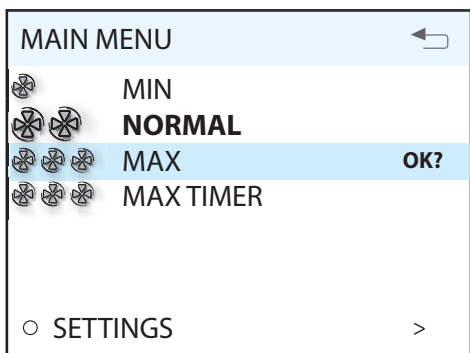 MAIN MENU
MIN
NORMAL
MAX OK?
MAX TIMER
SETTINGS >